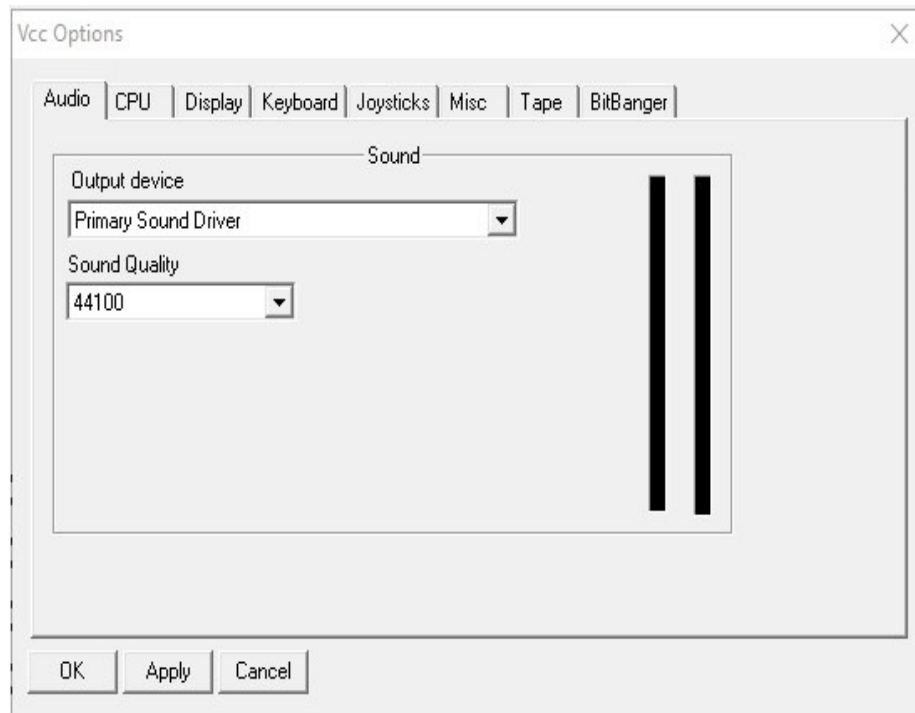 Vcc Options
Audio CPU Display Keyboard Joysticks Misc Tape BitBanger
Sound
Output device
Primary Sound Driver
Sound Quality
44100
OK Apply Cancel